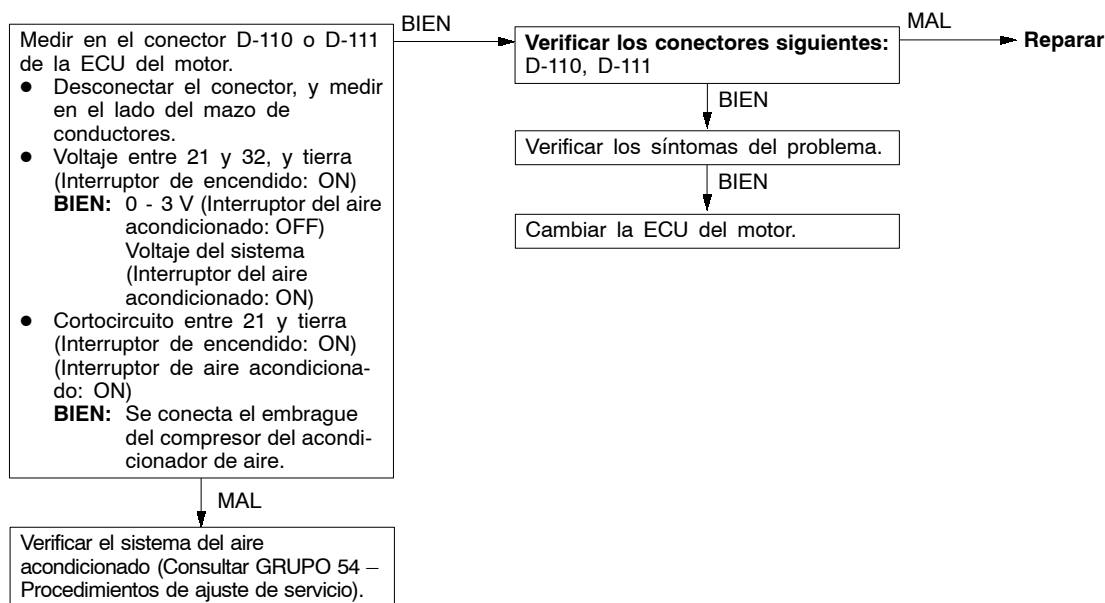 Medir en el conector D-110 o D-111
de la ECU del motor.
● Desconectar el conector, y medir
en el lado del mazo de
conductores.
● Voltaje entre 21 y 32, y tierra
(Interruptor de encendido: ON)
BIEN: 0 - 3 V (Interruptor del aire
acondicionado: OFF)
Voltaje del sistema
(Interruptor del aire
acondicionado: ON)
● Cortocircuito entre 21 y tierra
(Interruptor de encendido: ON)
(Interruptor de aire acondiciona-
do: ON)
BIEN: Se conecta el embrague
del compresor del acondi-
cionador de aire.
BIEN
Verificar los conectores siguientes:
D-110, D-111
MAL
Reparar
BIEN
Verificar los síntomas del problema.
BIEN
Cambiar la ECU del motor.
MAL
Verificar el sistema del aire
acondicionado (Consultar GRUPO 54 –
Procedimientos de ajuste de servicio).